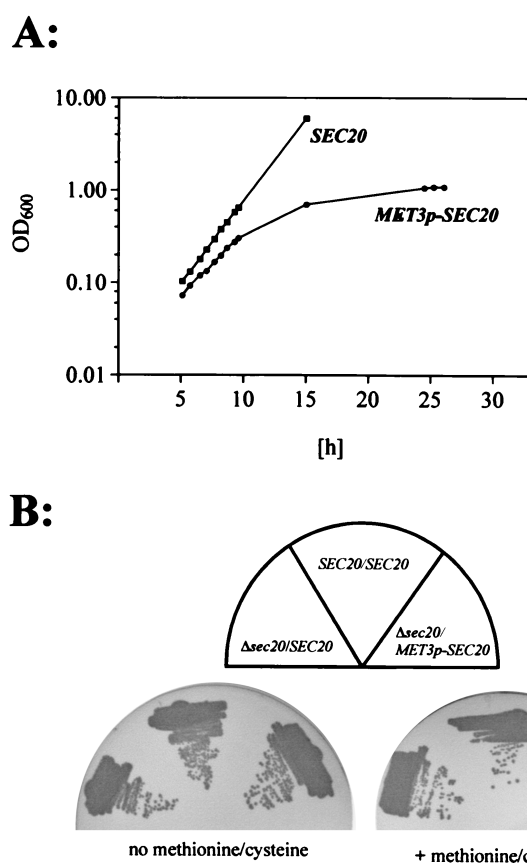 A:
10.00
1.00
0.10
0.01
OD600
SEC20
MET3p-SEC20
5
10
15
20
25
30
[h]
B:
SEC20/SEC20
Δsec20/SEC20
Δsec20/
MET3p-SEC20
no methionine/cysteine
+ methionine/